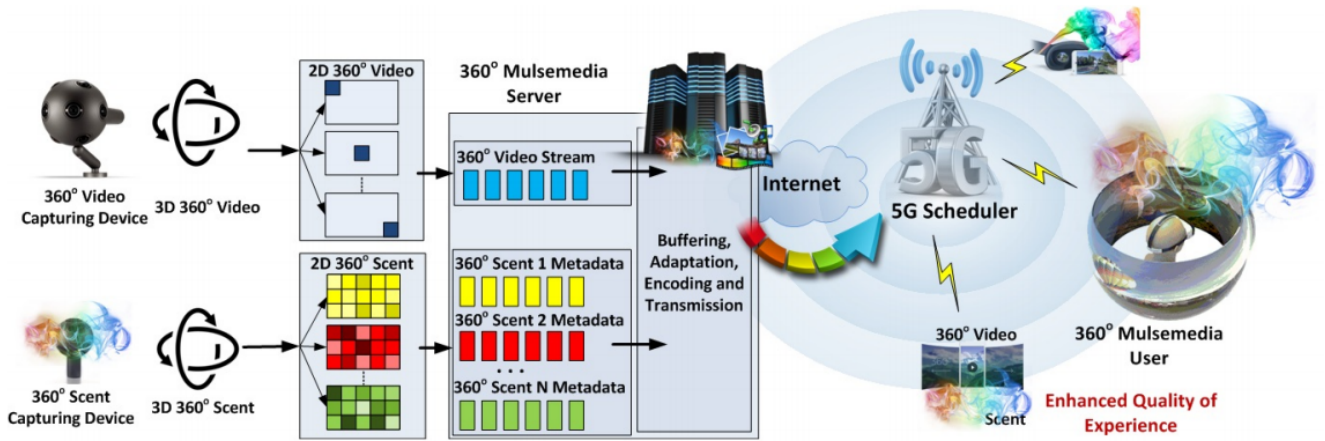 2D 360° Video
360° Mulsemedia
Server
360° Video
Capturing Device
3D 360° Video
360° Video Stream
2D 360° Scent
360° Scent 1 Metadata
360° Scent 2 Metadata
...
360° Scent N Metadata
360° Scent
Capturing Device
3D 360° Scent
Buffering,
Adaptation,
Encoding and
Transmission
Internet
5G
5G Scheduler
360° Video
Scent
360° Mulsemedia
User
Enhanced Quality of
Experience